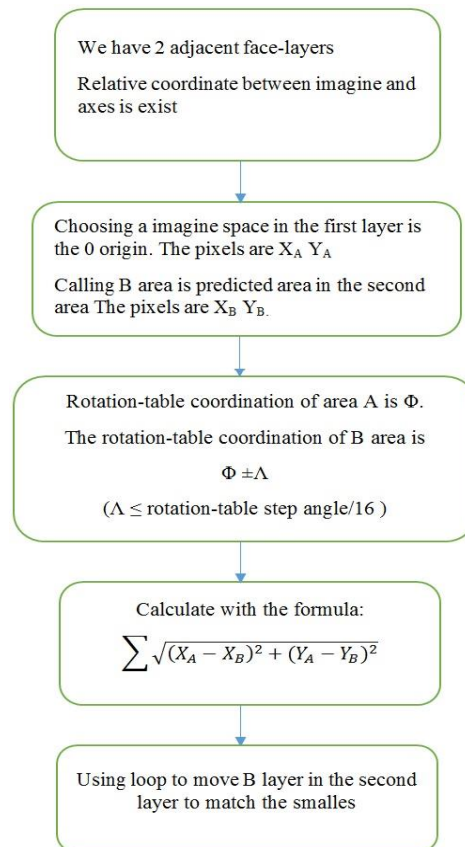 We have 2 adjacent face-layers
Relative coordinate between imagine and
axes is exist
Choosing a imagine space in the first layer is
the 0 origin. The pixels are X_A Y_A
Calling B area is predicted area in the second
area The pixels are X_B Y_B.
Rotation-table coordination of area A is Φ.
The rotation-table coordination of B area is
Φ ±Λ
(Λ ≤ rotation-table step angle/16 )
Calculate with the formula:
∑ √((X_A − X_B)² + (Y_A − Y_B)²)
Using loop to move B layer in the second
layer to match the smalles